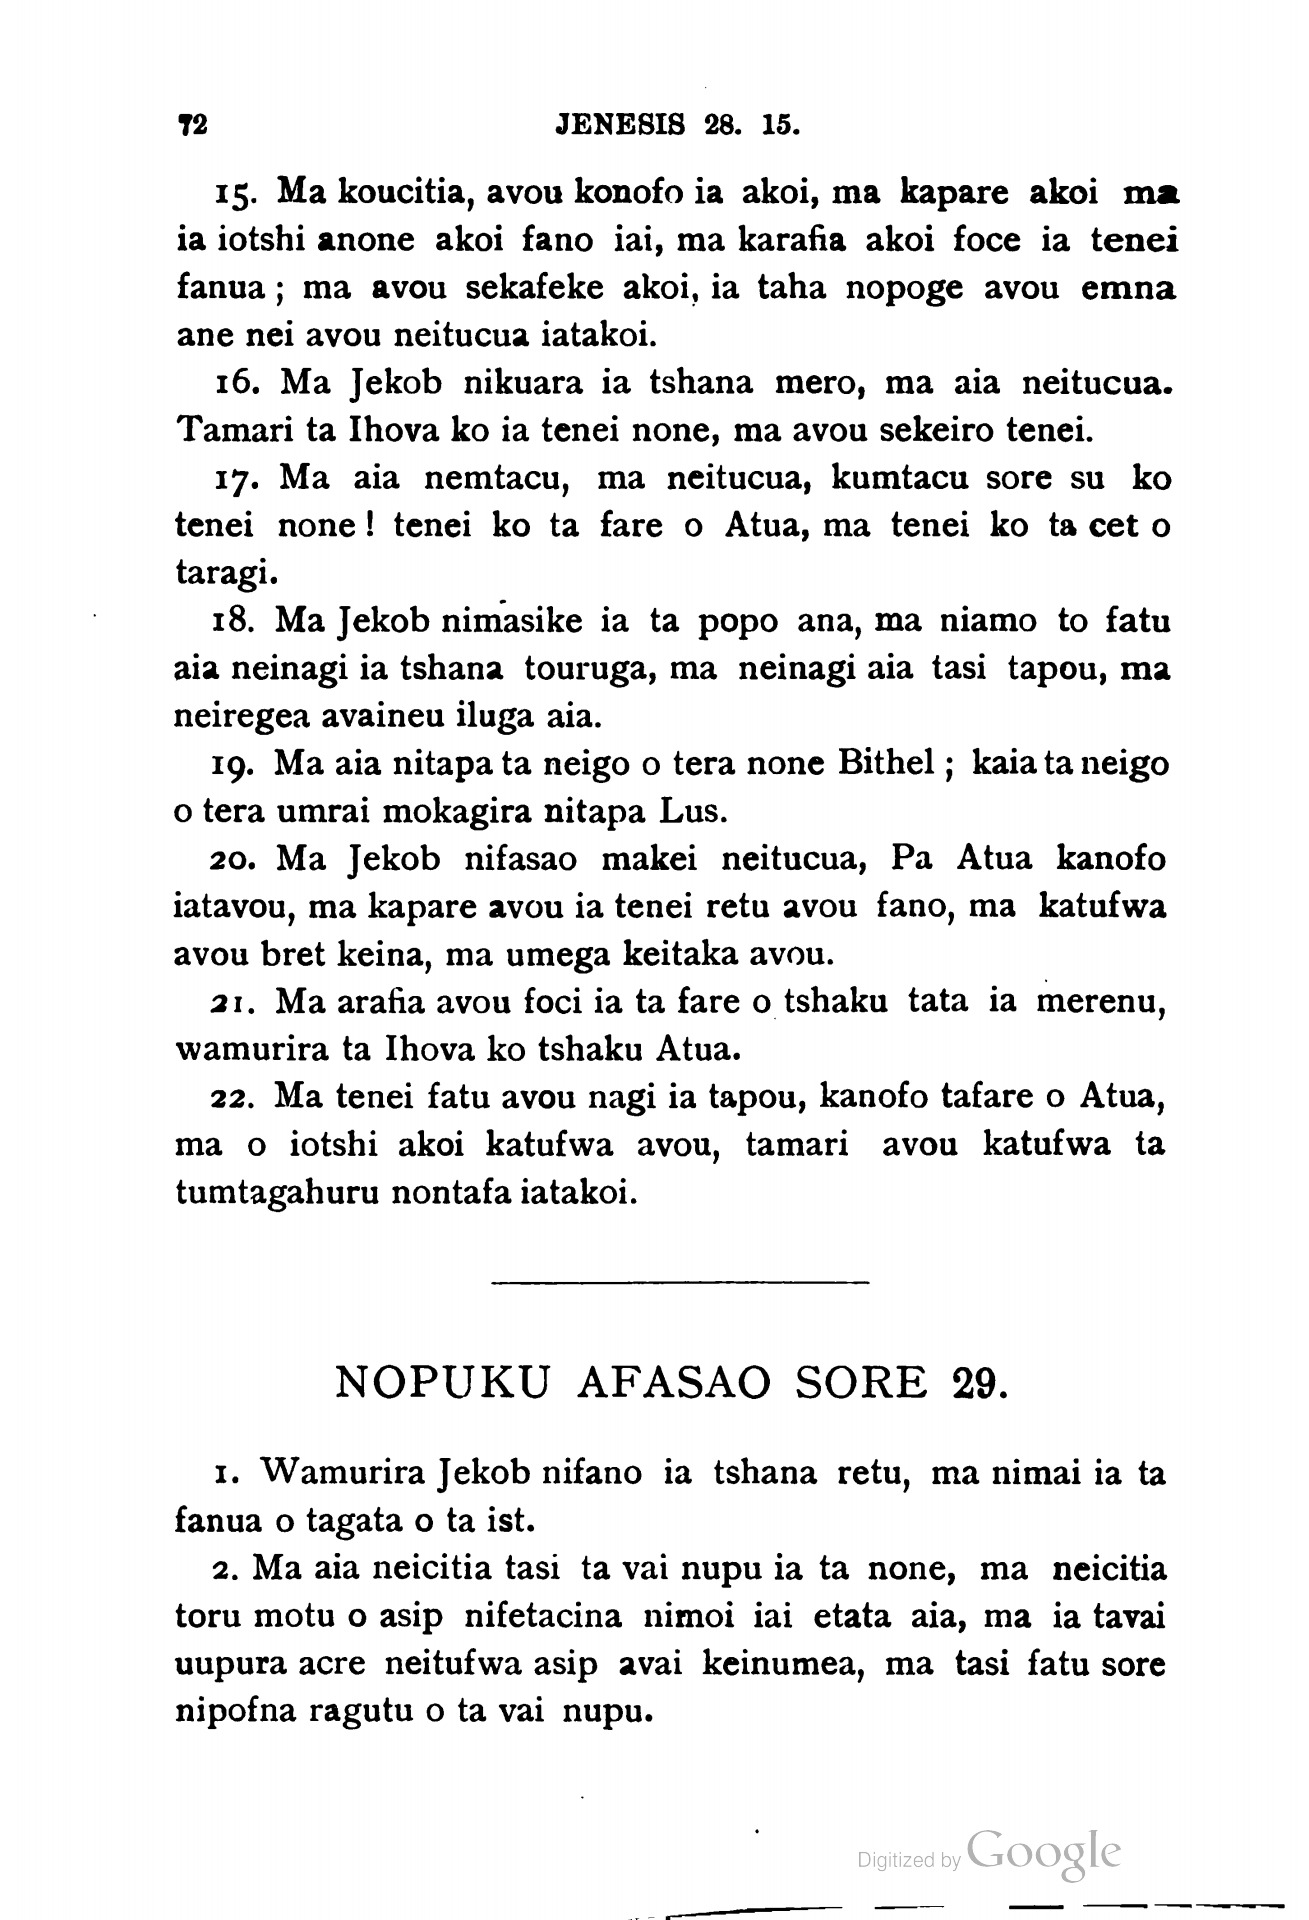 72 JENESIS 28. 15.
15. Ma koucitia, avou konofo ia akoi, ma kapare akoi ma
ia iotshi anone akoi fano iai, ma karafia akoi foce ia tenei
fanua ; ma avou sekafeke akoi, ia taha nopoge avou emna
ane nei avou neitucua iatakoi.
16. Ma Jekob nikuara ia tshana mero, ma aia neitucua.
Tamari ta Ihova ko ia tenei none, ma avou sekeiro tenei.
17. Ma aia nemtacu, ma neitucua, kumtacu sore su ko
tenei none ! tenei ko ta fare o Atua, ma tenei ko ta cet o
taragi.
18. Ma Jekob nimasike ia ta popo ana, ma niamo to fatu
aia neinagi ia tshana touruga, ma neinagi aia tasi tapou, ma
neiregea avaineu iluga aia.
19. Ma aia nitapa ta neigo o tera none Bithel ; kaia ta neigo
o tera umrai mokagira nitapa Lus.
20. Ma Jekob nifasao makei neitucua, Pa Atua kanofo
iatavou, ma kapare avou ia tenei retu avou fano, ma katufwa
avou bret keina, ma umega keitaka avou.
21. Ma arafia avou foci ia ta fare o tshaku tata ia merenu,
wamurira ta Ihova ko tshaku Atua.
22. Ma tenei fatu avou nagi ia tapou, kanofo tafare o Atua,
ma o iotshi akoi katufwa avou, tamari avou katufwa ta
tumtagahuru nontafa iatakoi.
NOPUKU AFASAO SORE 29.
1. Wamurira Jekob nifano ia tshana retu, ma nimai ia ta
fanua o tagata o ta ist.
2. Ma aia neicitia tasi ta vai nupu ia ta none, ma neicitia
toru motu o asip nifetacina nimoi iai etata aia, ma ia tavai
uupura acre neitufwa asip avai keinumea, ma tasi fatu sore
nipofna ragutu o ta vai nupu.
Digitized by Google